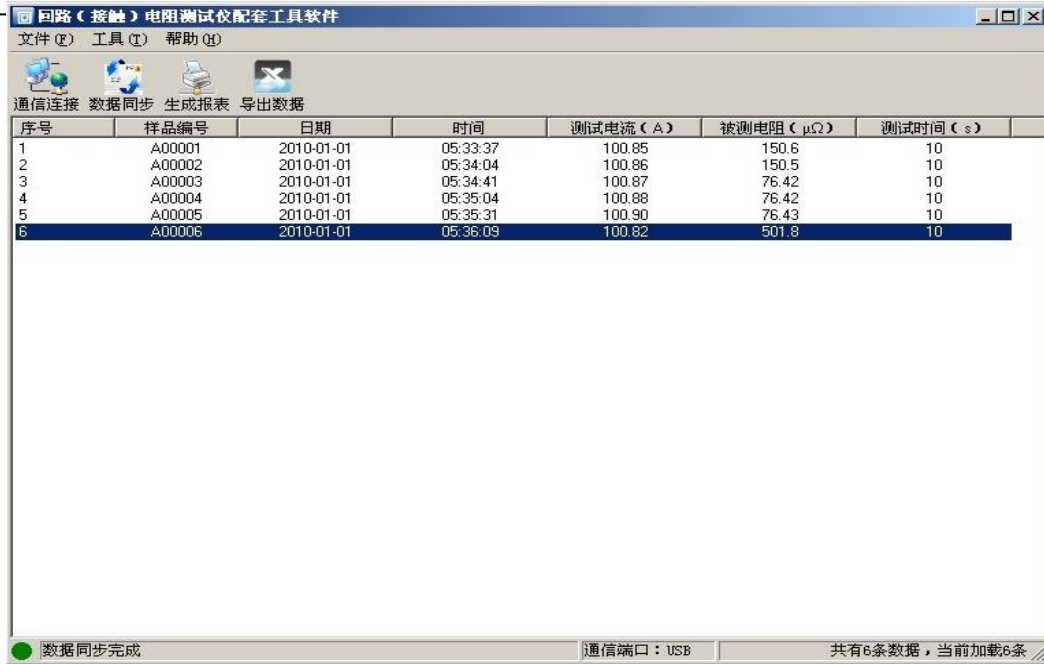 回路（接触）电阻测试仪配套工具软件
文件(F) 工具(T) 帮助(H)
通信连接 数据同步 生成报表 导出数据
序号 样品编号 日期 时间 测试电流（A） 被测电阻（μΩ） 测试时间（s）
1 A00001 2010-01-01 05:33:37 100.85 150.6 10
2 A00002 2010-01-01 05:34:04 100.86 150.5 10
3 A00003 2010-01-01 05:34:41 100.87 76.42 10
4 A00004 2010-01-01 05:35:04 100.88 76.42 10
5 A00005 2010-01-01 05:35:31 100.90 76.43 10
6 A00006 2010-01-01 05:36:09 100.82 501.8 10
数据同步完成 通信端口：USB 共有6条数据，当前加载6条